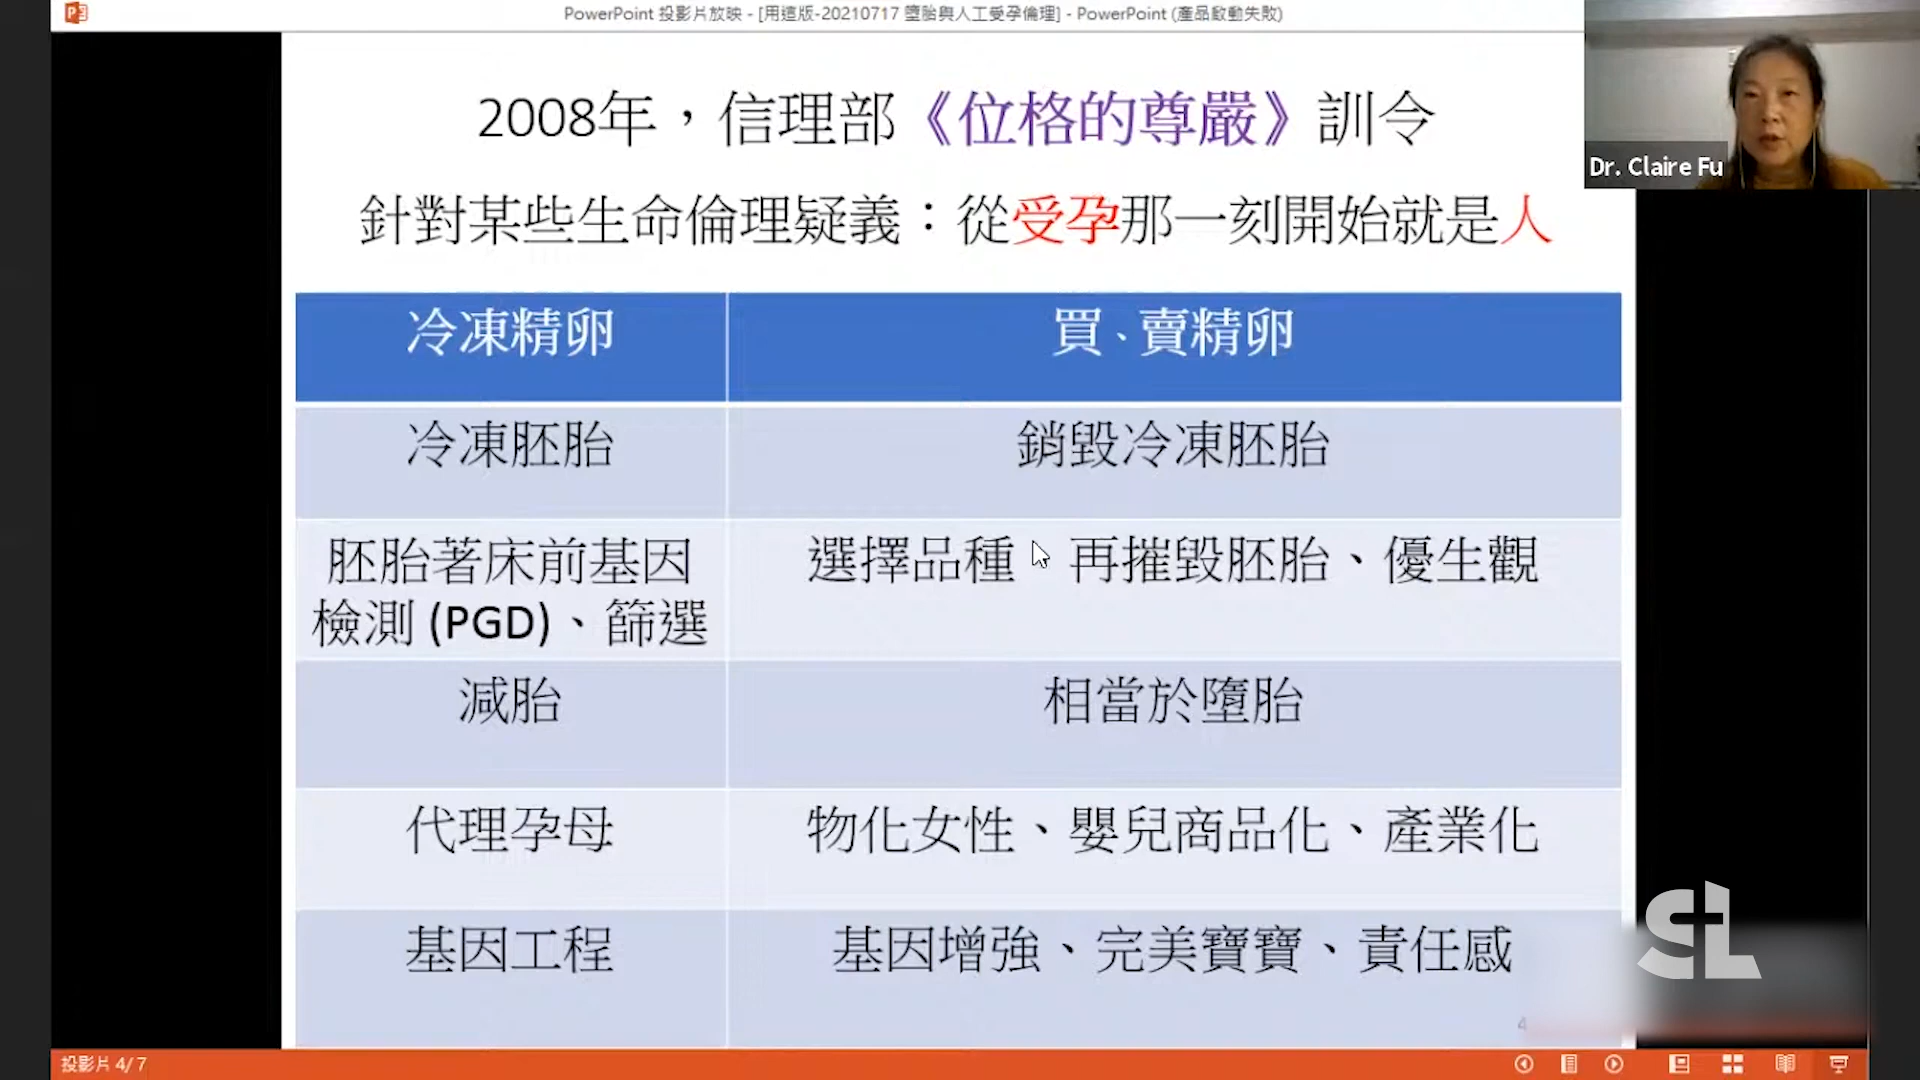 PowerPoint 投影片放映 - [用這版-20210717 墮胎與人工受孕倫理] - PowerPoint (產品啟動失敗)
2008年，信理部《位格的尊嚴》訓令
針對某些生命倫理疑義：從受孕那一刻開始就是人
Dr. Claire Fu
冷凍精卵
買、賣精卵
冷凍胚胎
銷毀冷凍胚胎
胚胎著床前基因
檢測 (PGD)、篩選
選擇品種、再摧毀胚胎、優生觀
減胎
相當於墮胎
代理孕母
物化女性、嬰兒商品化、產業化
基因工程
基因增強、完美寶寶、責任感
SL
4
投影片 4/ 7